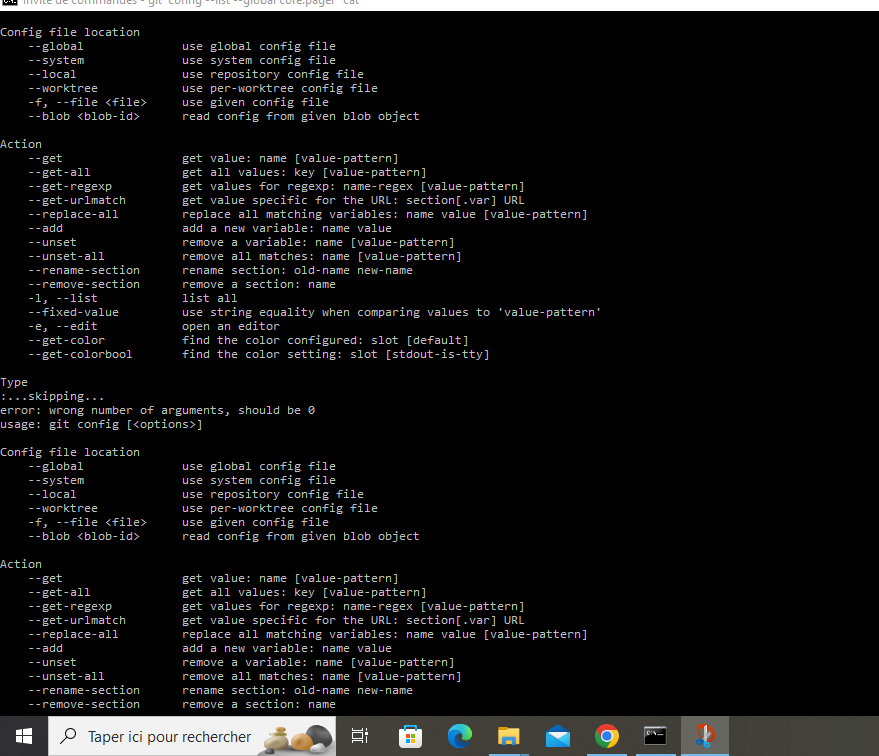 Invite de commandes - git config --list --global core.pager "cat"
Config file location
    --global              use global config file
    --system              use system config file
    --local               use repository config file
    --worktree            use per-worktree config file
    -f, --file <file>     use given config file
    --blob <blob-id>      read config from given blob object
Action
    --get                 get value: name [value-pattern]
    --get-all             get all values: key [value-pattern]
    --get-regexp          get values for regexp: name-regex [value-pattern]
    --get-urlmatch        get value specific for the URL: section[.var] URL
    --replace-all         replace all matching variables: name value [value-pattern]
    --add                 add a new variable: name value
    --unset               remove a variable: name [value-pattern]
    --unset-all           remove all matches: name [value-pattern]
    --rename-section      rename section: old-name new-name
    --remove-section      remove a section: name
    -l, --list            list all
    --fixed-value         use string equality when comparing values to 'value-pattern'
    -e, --edit            open an editor
    --get-color           find the color configured: slot [default]
    --get-colorbool       find the color setting: slot [stdout-is-tty]
Type
:...skipping...
error: wrong number of arguments, should be 0
usage: git config [<options>]
Config file location
    --global              use global config file
    --system              use system config file
    --local               use repository config file
    --worktree            use per-worktree config file
    -f, --file <file>     use given config file
    --blob <blob-id>      read config from given blob object
Action
    --get                 get value: name [value-pattern]
    --get-all             get all values: key [value-pattern]
    --get-regexp          get values for regexp: name-regex [value-pattern]
    --get-urlmatch        get value specific for the URL: section[.var] URL
    --replace-all         replace all matching variables: name value [value-pattern]
    --add                 add a new variable: name value
    --unset               remove a variable: name [value-pattern]
    --unset-all           remove all matches: name [value-pattern]
    --rename-section      rename section: old-name new-name
    --remove-section      remove a section: name
Taper ici pour rechercher